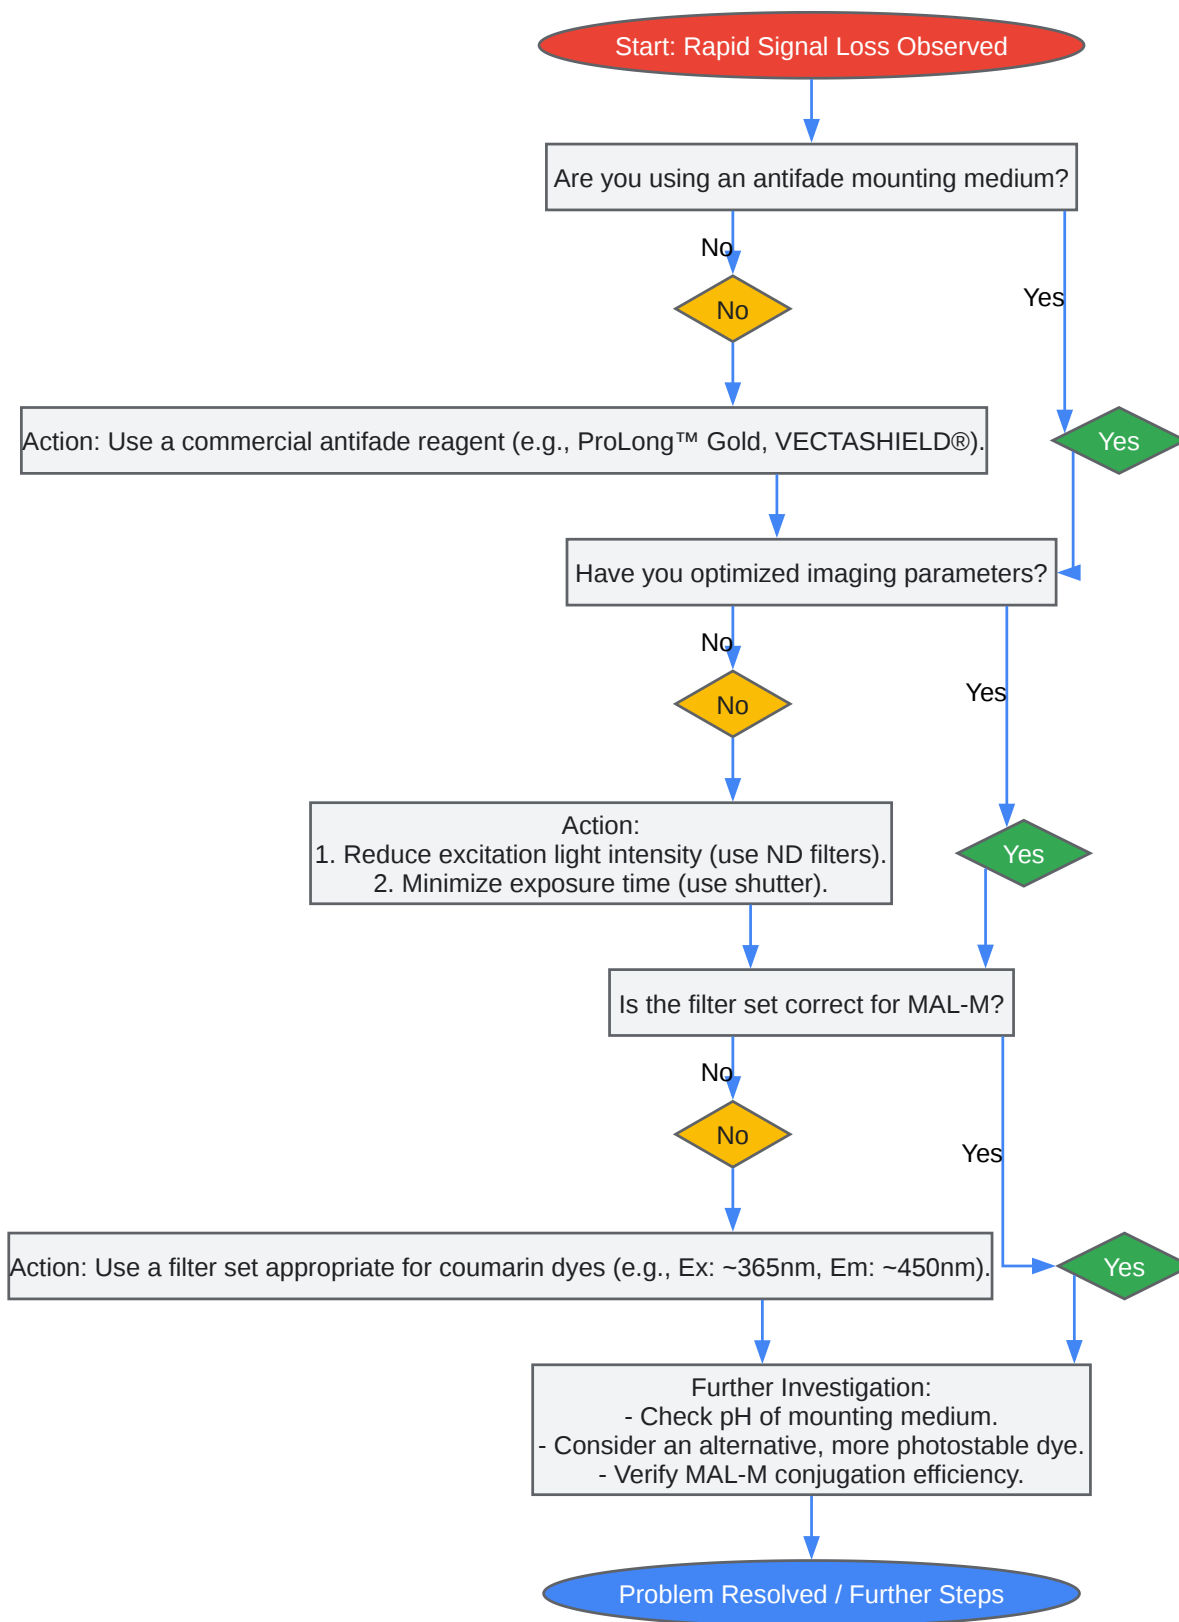 Start: Rapid Signal Loss Observed
Are you using an antifade mounting medium?
No
Yes
No
Action: Use a commercial antifade reagent (e.g., ProLong™ Gold, VECTASHIELD®).
Yes
Have you optimized imaging parameters?
No
Yes
No
Action:
1. Reduce excitation light intensity (use ND filters).
2. Minimize exposure time (use shutter).
Yes
Is the filter set correct for MAL-M?
No
Yes
No
Action: Use a filter set appropriate for coumarin dyes (e.g., Ex: ~365nm, Em: ~450nm).
Yes
Further Investigation:
- Check pH of mounting medium.
- Consider an alternative, more photostable dye.
- Verify MAL-M conjugation efficiency.
Problem Resolved / Further Steps